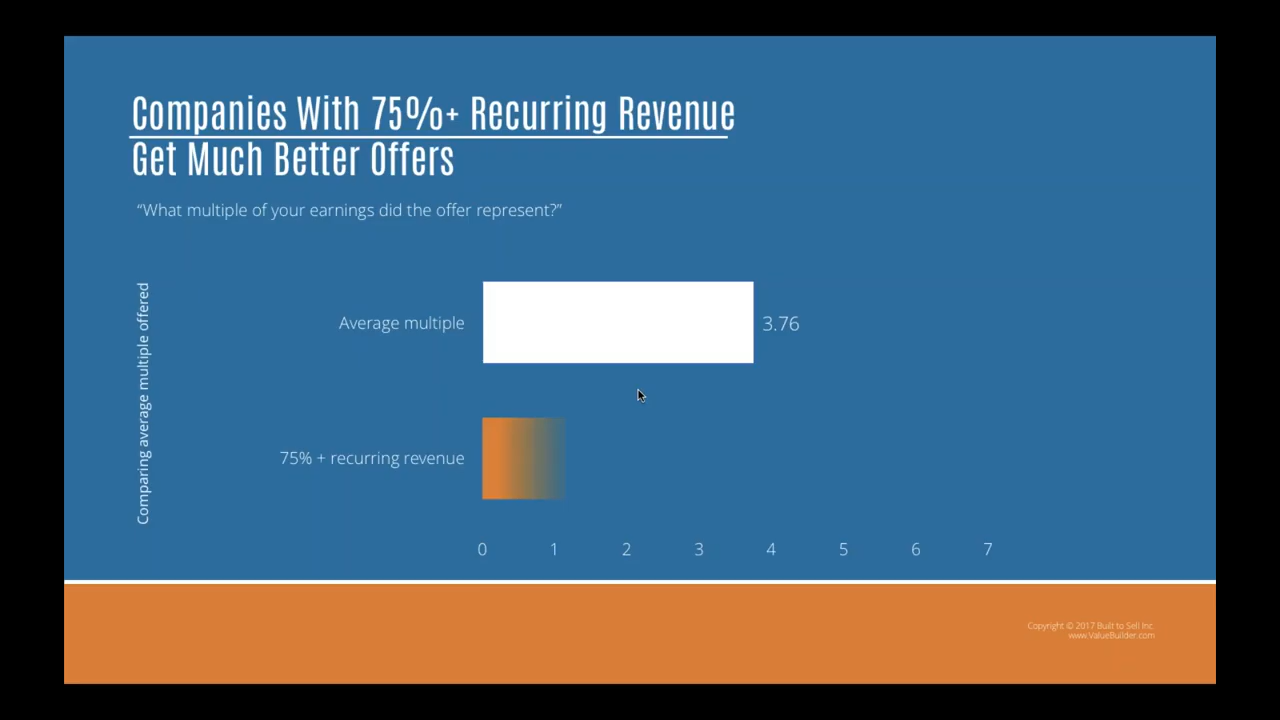 Companies With 75%+ Recurring Revenue
Get Much Better Offers
“What multiple of your earnings did the offer represent?”
Comparing average multiple offered
Average multiple
3.76
75% + recurring revenue
0 1 2 3 4 5 6 7
Copyright © 2017 Built to Sell Inc.
www.ValueBuilder.com